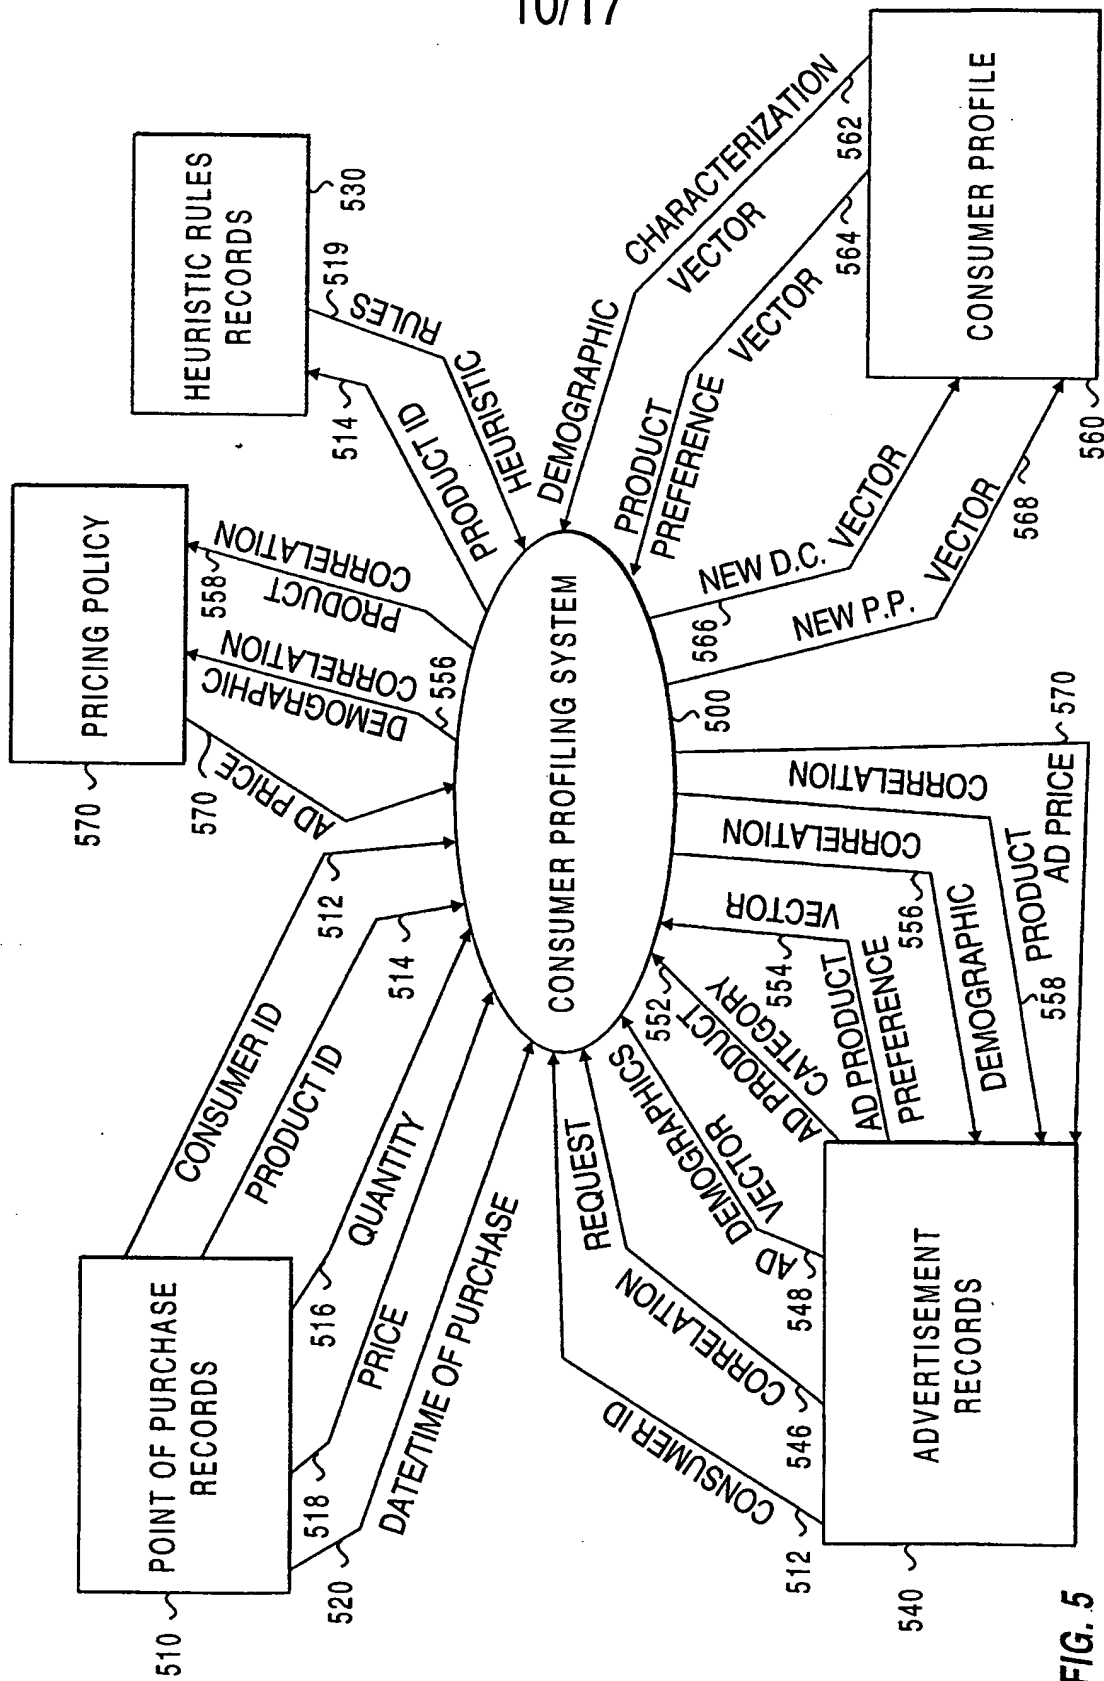 10/17
POINT OF PURCHASE
RECORDS
510
CONSUMER ID
512
PRODUCT ID
514
QUANTITY
516
PRICE
518
DATE/TIME OF PURCHASE
520
PRICING POLICY
570
AD PRICE
570
DEMOGRAPHIC
CORRELATION
556
PRODUCT
CORRELATION
558
HEURISTIC RULES
RECORDS
530
PRODUCT ID
514
HEURISTIC
RULES
519
CONSUMER PROFILING SYSTEM
500
CONSUMER ID
512
CORRELATION
REQUEST
546
AD DEMOGRAPHICS
VECTOR
548
AD PRODUCT
CATEGORY
552
AD PRODUCT
PREFERENCE
VECTOR
554
DEMOGRAPHIC
CORRELATION
556
PRODUCT
CORRELATION
558
AD PRICE
570
ADVERTISEMENT
RECORDS
540
DEMOGRAPHIC
CHARACTERIZATION
VECTOR
562
PRODUCT
PREFERENCE
VECTOR
564
NEW D.C. VECTOR
566
NEW P.P. VECTOR
568
CONSUMER PROFILE
560
FIG. 5